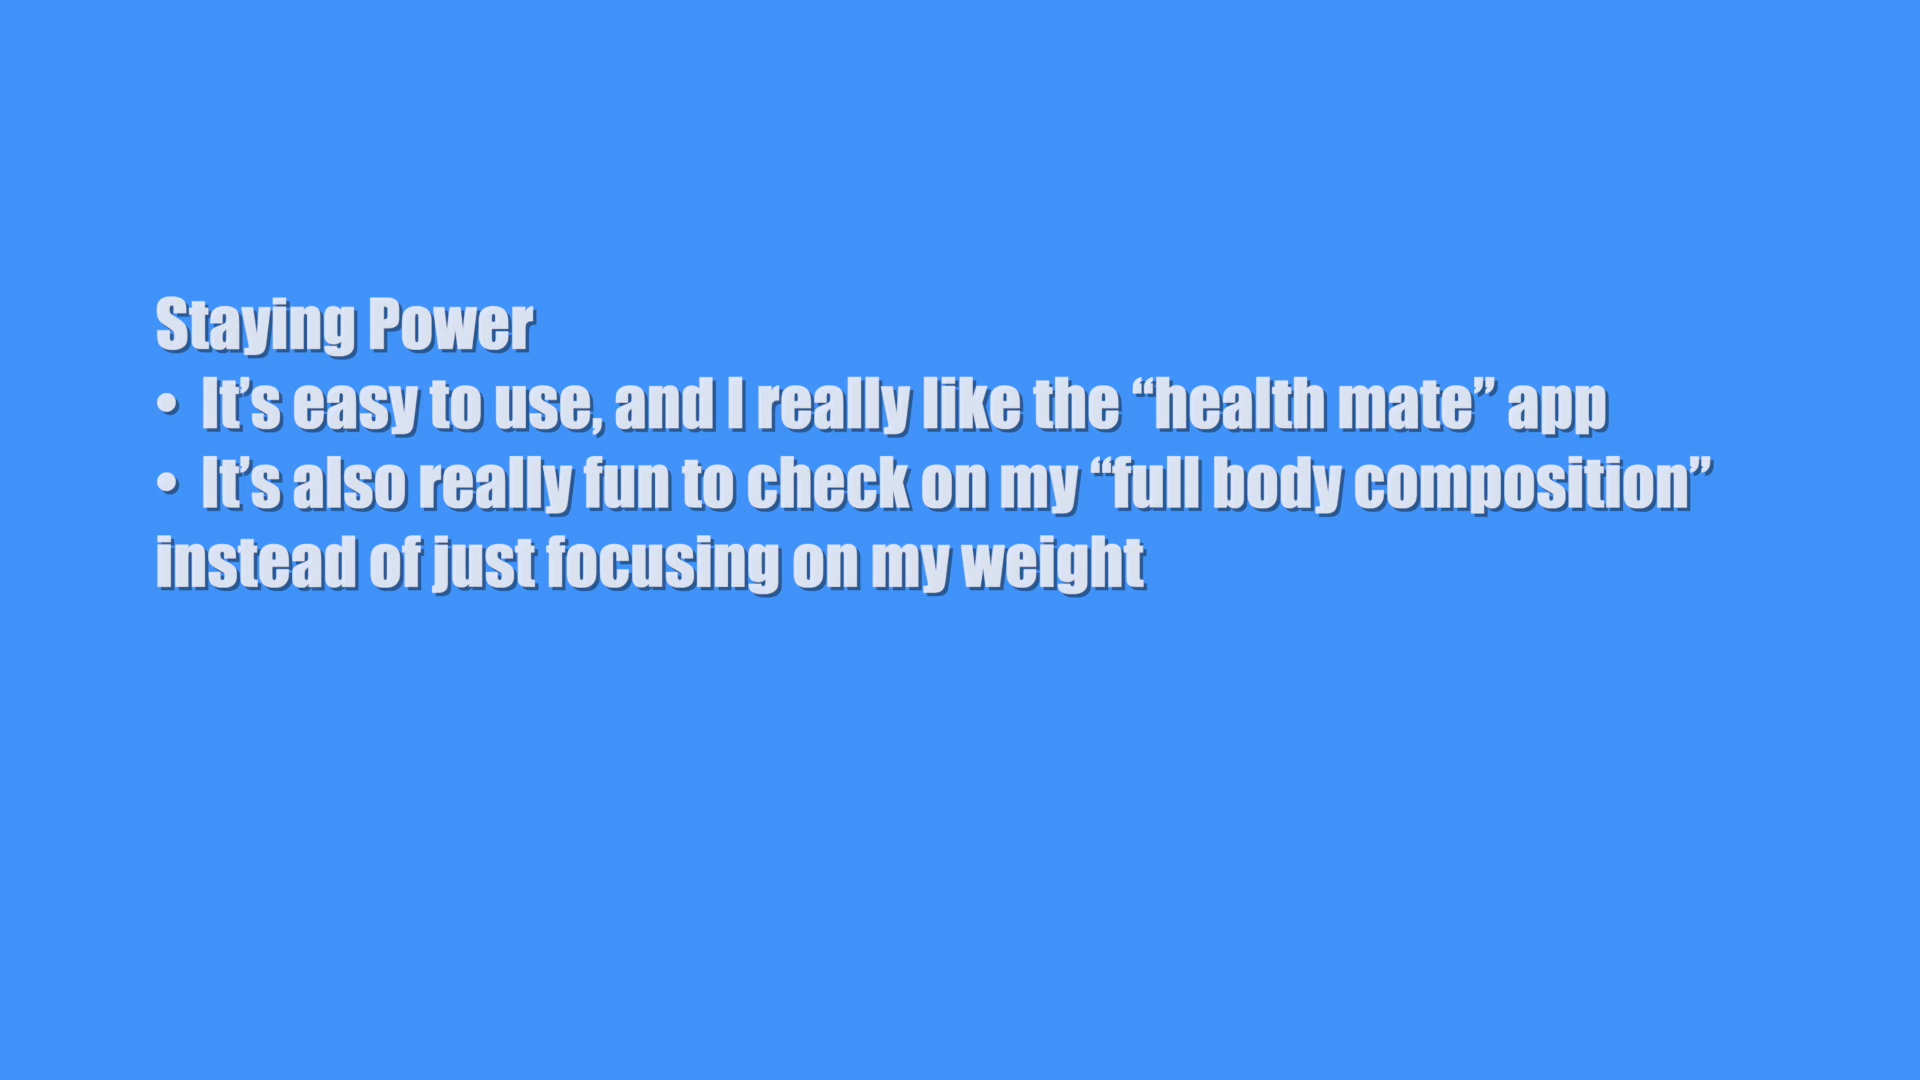 Staying Power
• It’s easy to use, and I really like the “health mate” app
• It’s also really fun to check on my “full body composition”
instead of just focusing on my weight